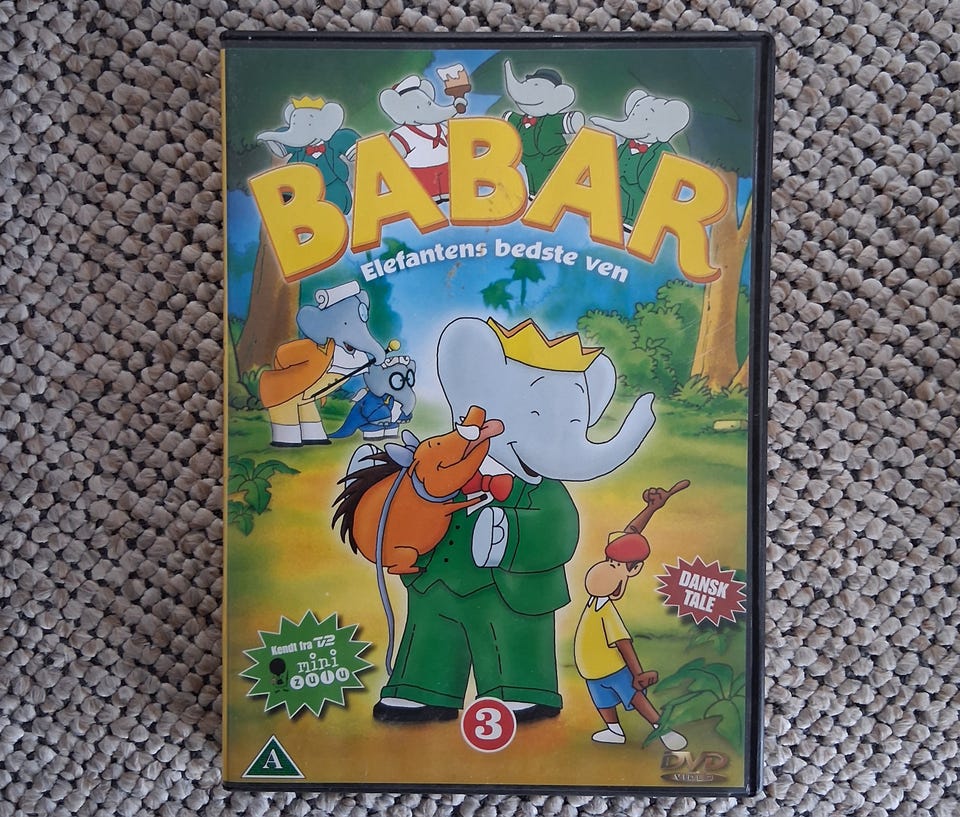 BABAR
Elefantens bedste ven
DANSK
TALE
Kendt fra TV2
mini
zulu
3
A
DVD
VIDEO